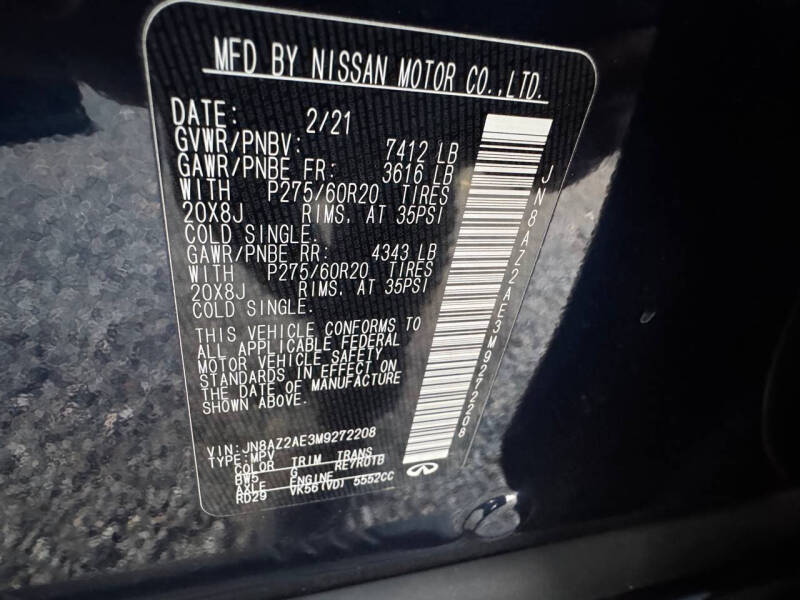 MFD BY NISSAN MOTOR CO.,LTD.
DATE: 2/21
GVWR/PNBV: 7412 LB
GAWR/PNBE FR: 3616 LB
WITH P275/60R20 TIRES
20X8J RIMS, AT 35PSI
COLD SINGLE.
GAWR/PNBE RR: 4343 LB
WITH P275/60R20 TIRES
20X8J RIMS, AT 35PSI
COLD SINGLE.
THIS VEHICLE CONFORMS TO
ALL APPLICABLE FEDERAL
MOTOR VEHICLE SAFETY
STANDARDS IN EFFECT ON
THE DATE OF MANUFACTURE
SHOWN ABOVE.
VIN:JN8AZ2AE3M9272208
TYPE:MPV
COLOR TRIM TRANS
BW5 G RE7R01B
AXLE ENGINE
RD29 VK56(VD) 5552CC
JN8AZ2AE3M9272208